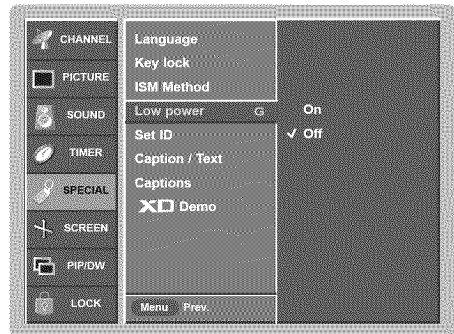 CHANNEL
PICTURE
SOUND
TIMER
SPECIAL
SCREEN
PIP/DW
LOCK
Language
Key lock
ISM Method
Low power G
Set ID
Caption / Text
Captions
XD Demo
Menu Prev.
On
✓ Off